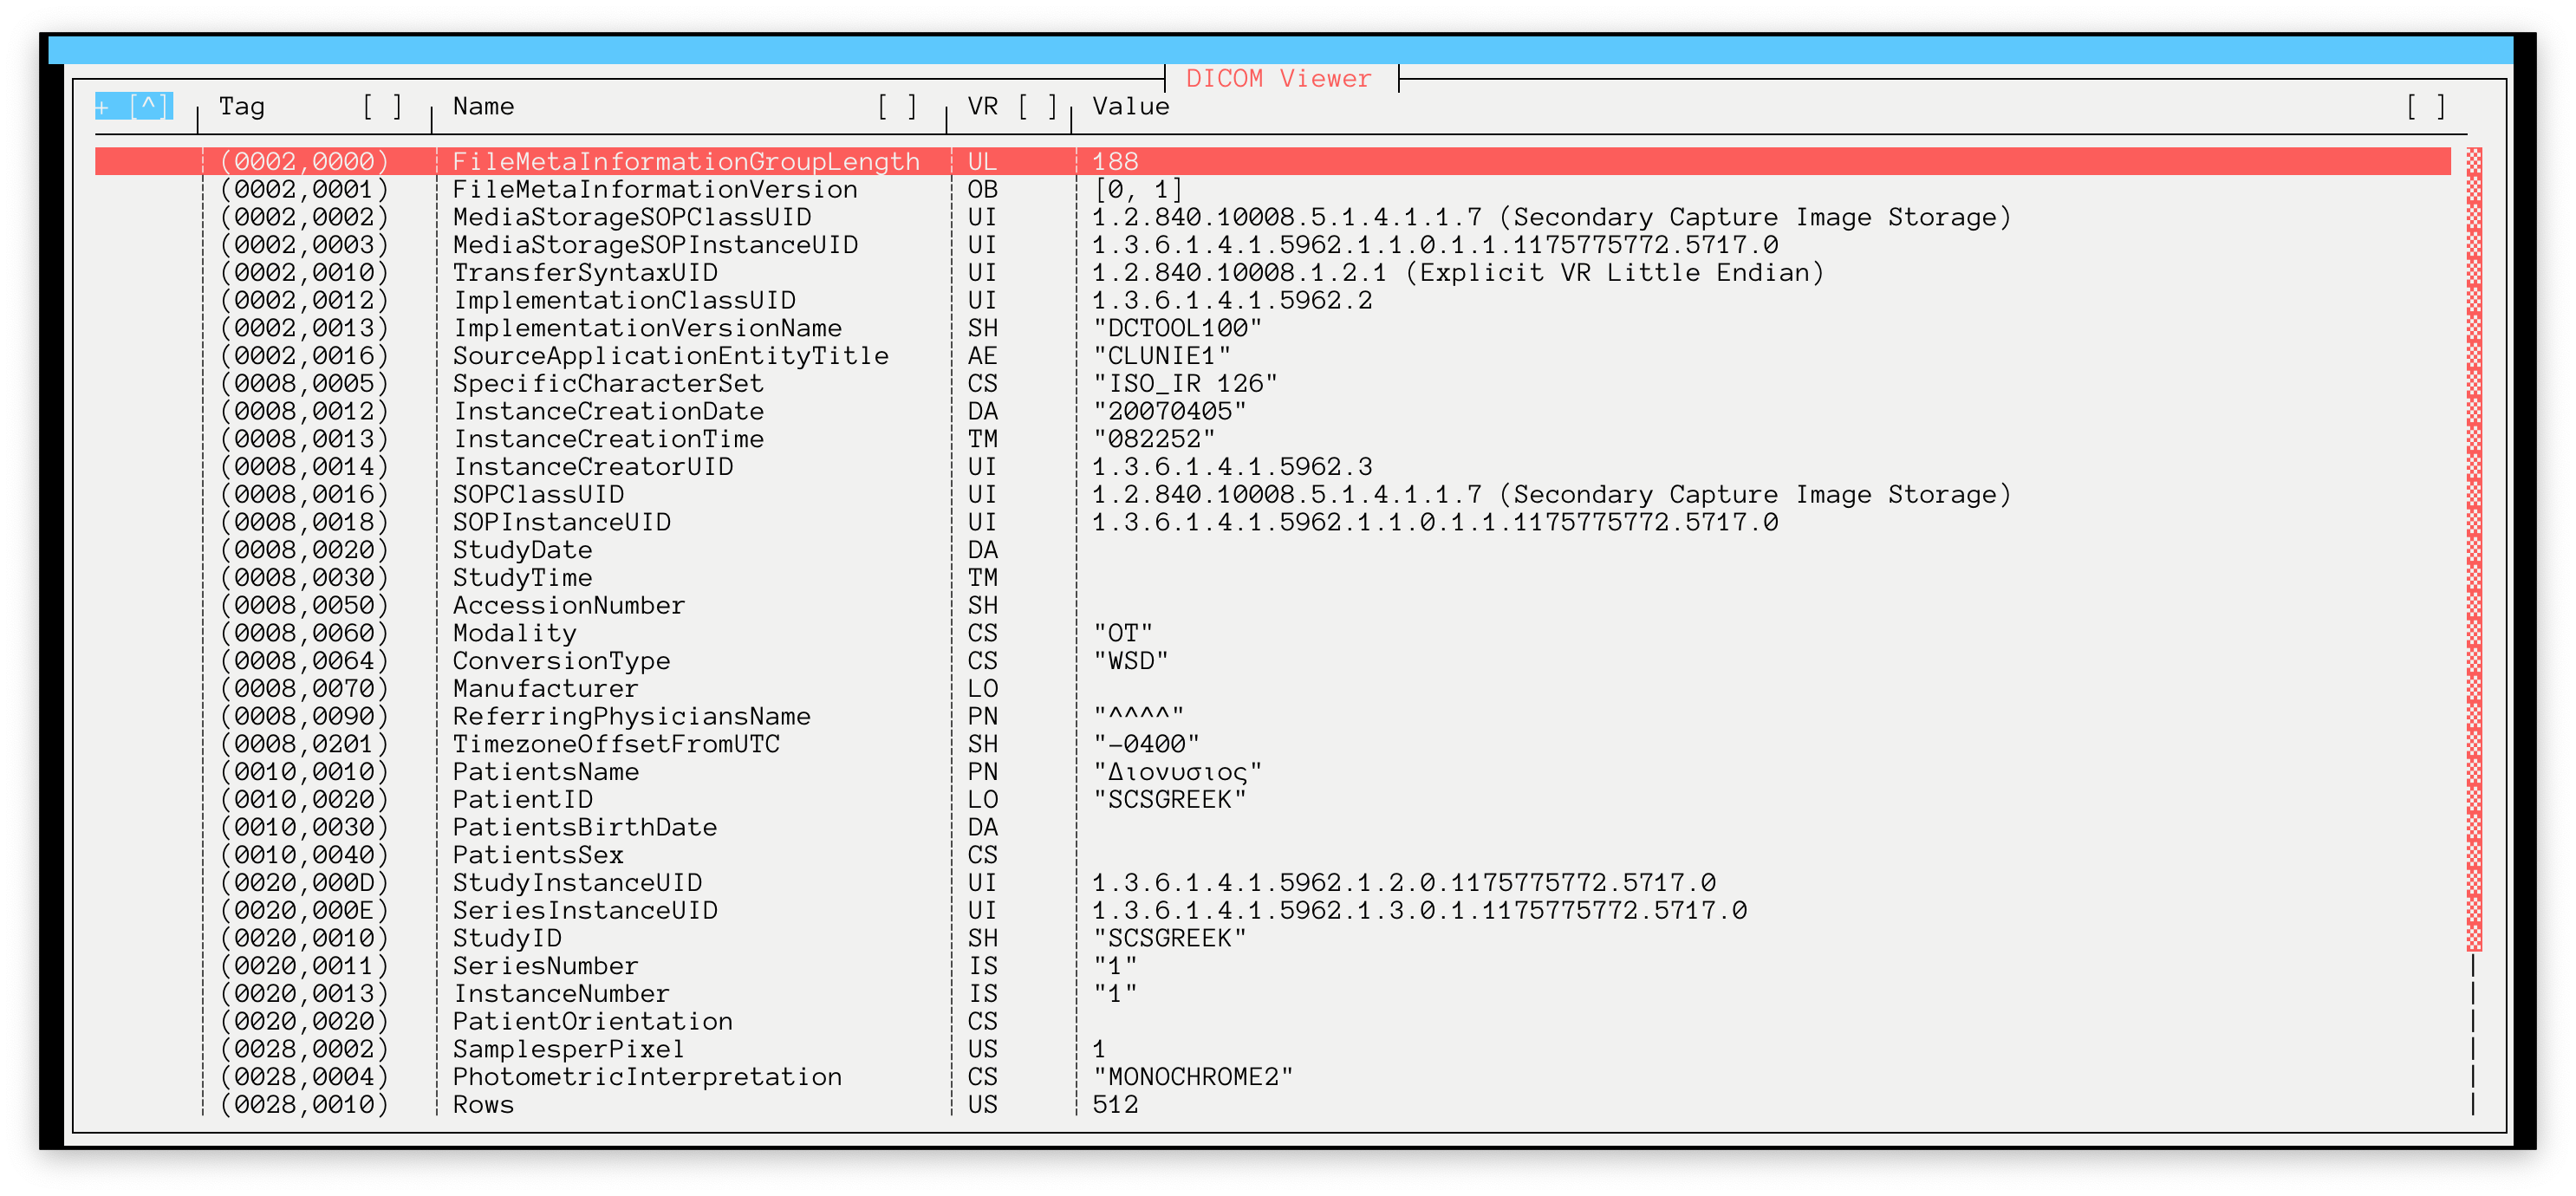 DICOM Viewer
+ [^] Tag [ ] Name [ ] VR [ ] Value [ ]
(0002,0000) FileMetaInformationGroupLength UL 188
(0002,0001) FileMetaInformationVersion OB [0, 1]
(0002,0002) MediaStorageSOPClassUID UI 1.2.840.10008.5.1.4.1.1.7 (Secondary Capture Image Storage)
(0002,0003) MediaStorageSOPInstanceUID UI 1.3.6.1.4.1.5962.1.1.0.1.1.1175775772.5717.0
(0002,0010) TransferSyntaxUID UI 1.2.840.10008.1.2.1 (Explicit VR Little Endian)
(0002,0012) ImplementationClassUID UI 1.3.6.1.4.1.5962.2
(0002,0013) ImplementationVersionName SH "DCTOOL100"
(0002,0016) SourceApplicationEntityTitle AE "CLUNIE1"
(0008,0005) SpecificCharacterSet CS "ISO_IR 126"
(0008,0012) InstanceCreationDate DA "20070405"
(0008,0013) InstanceCreationTime TM "082252"
(0008,0014) InstanceCreatorUID UI 1.3.6.1.4.1.5962.3
(0008,0016) SOPClassUID UI 1.2.840.10008.5.1.4.1.1.7 (Secondary Capture Image Storage)
(0008,0018) SOPInstanceUID UI 1.3.6.1.4.1.5962.1.1.0.1.1.1175775772.5717.0
(0008,0020) StudyDate DA
(0008,0030) StudyTime TM
(0008,0050) AccessionNumber SH
(0008,0060) Modality CS "OT"
(0008,0064) ConversionType CS "WSD"
(0008,0070) Manufacturer LO
(0008,0090) ReferringPhysiciansName PN "^^^^"
(0008,0201) TimezoneOffsetFromUTC SH "-0400"
(0010,0010) PatientsName PN "Διονυσιος"
(0010,0020) PatientID LO "SCSGREEK"
(0010,0030) PatientsBirthDate DA
(0010,0040) PatientsSex CS
(0020,000D) StudyInstanceUID UI 1.3.6.1.4.1.5962.1.2.0.1175775772.5717.0
(0020,000E) SeriesInstanceUID UI 1.3.6.1.4.1.5962.1.3.0.1.1175775772.5717.0
(0020,0010) StudyID SH "SCSGREEK"
(0020,0011) SeriesNumber IS "1"
(0020,0013) InstanceNumber IS "1"
(0020,0020) PatientOrientation CS
(0028,0002) SamplesperPixel US 1
(0028,0004) PhotometricInterpretation CS "MONOCHROME2"
(0028,0010) Rows US 512